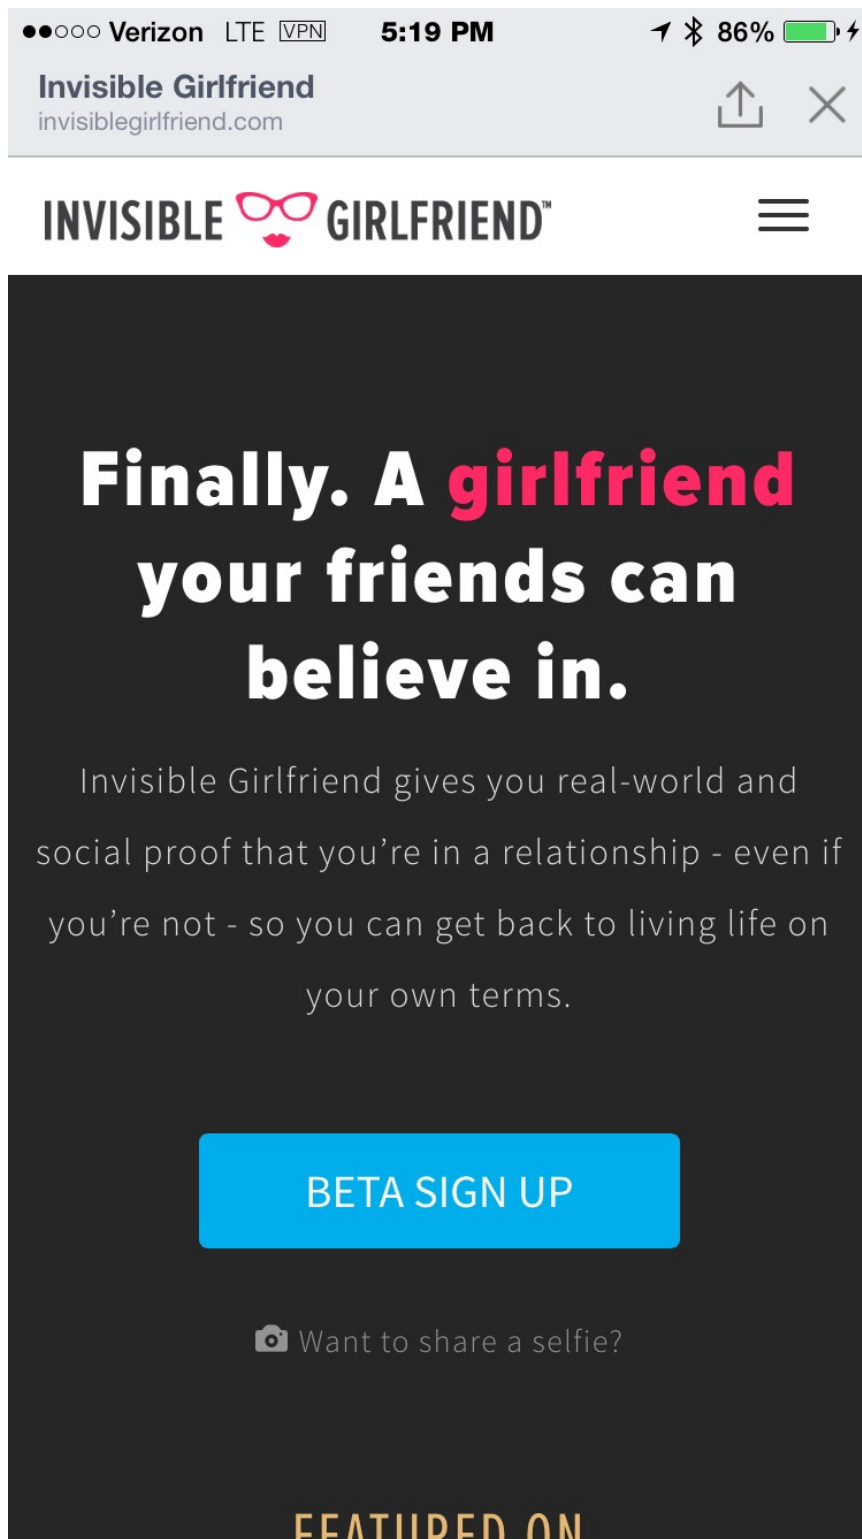 Verizon LTE VPN 5:19 PM 86%
Invisible Girlfriend
invisiblegirlfriend.com
INVISIBLE GIRLFRIEND™
Finally. A girlfriend
your friends can
believe in.
Invisible Girlfriend gives you real-world and
social proof that you’re in a relationship - even if
you’re not - so you can get back to living life on
your own terms.
BETA SIGN UP
Want to share a selfie?
FEATURED ON